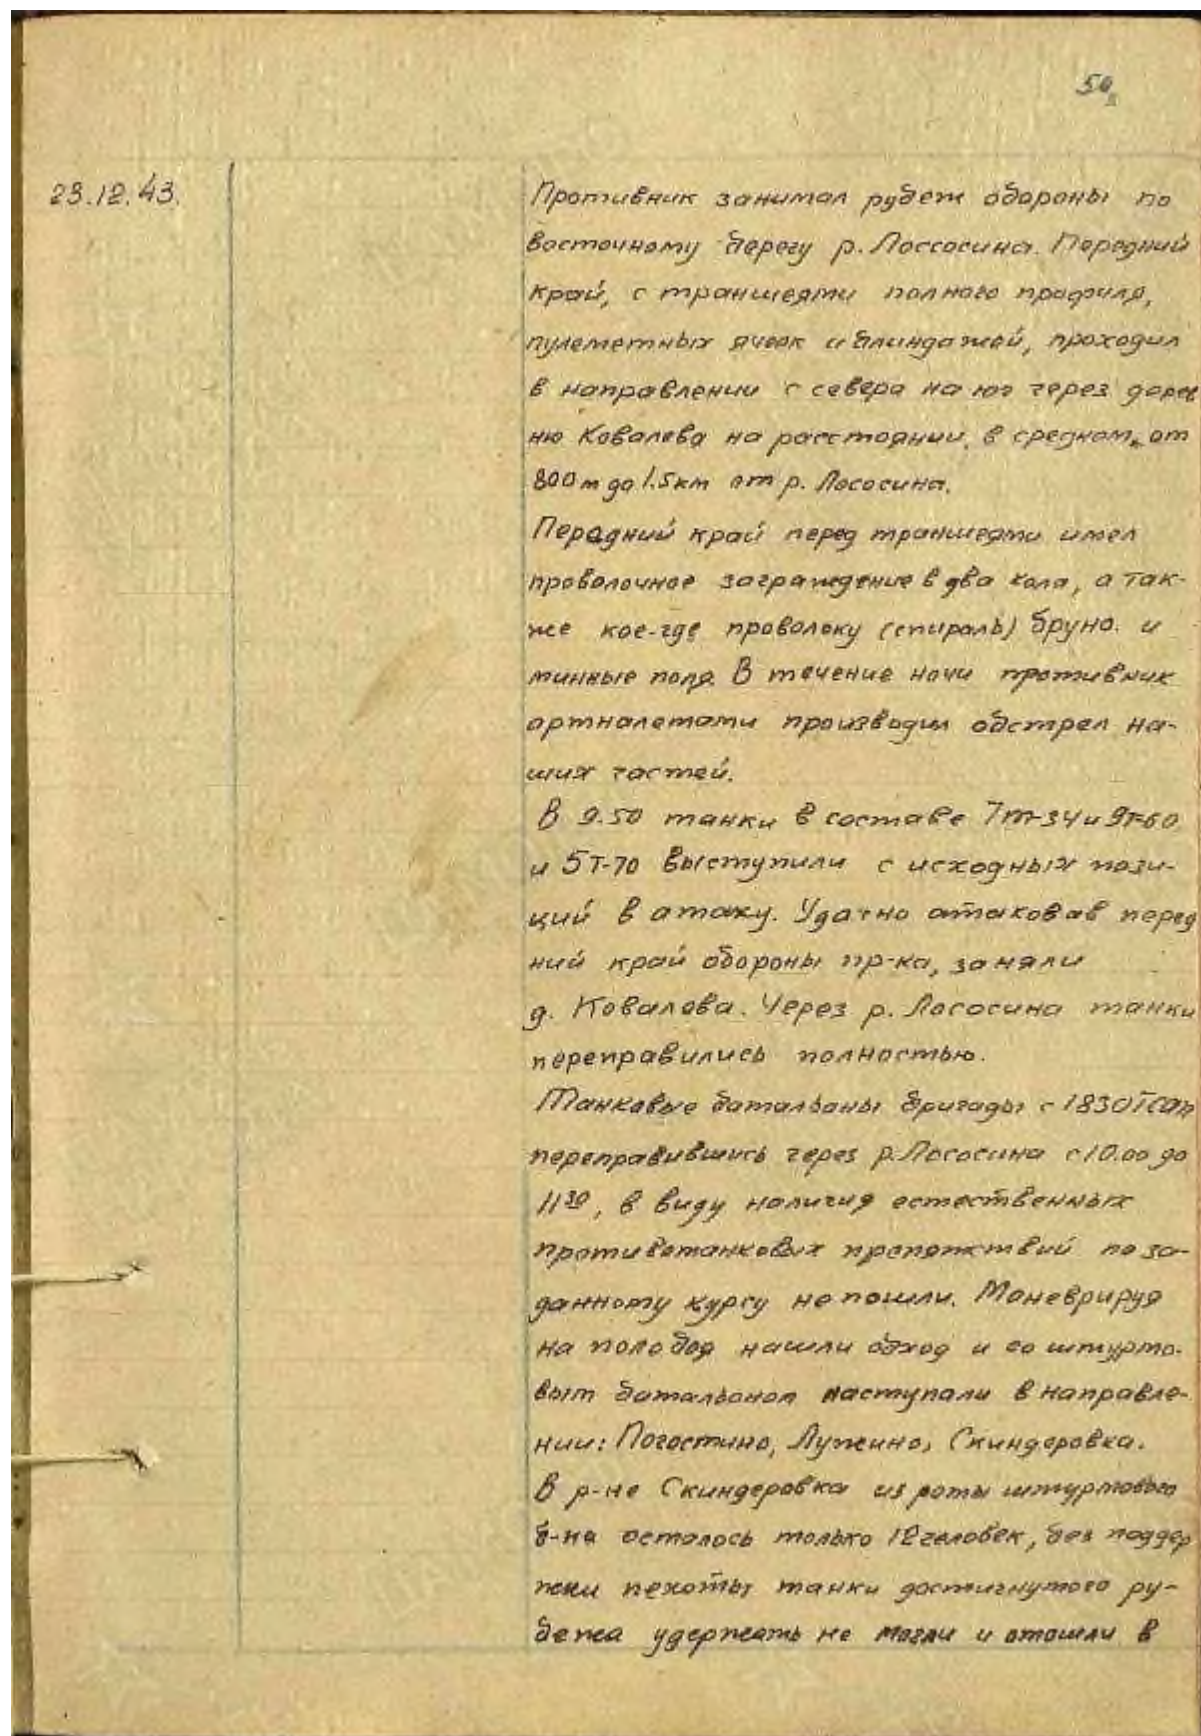 50
23.12.43.
Противник занимал рубеж обороны по
восточному берегу р. Лоссосина. Передний
край, с траншеями полного профиля,
пулеметных ячеек и блиндажей, проходил
в направлении с севера на юг через дерев
ню Ковалева на расстоянии, в среднем, от
800 м до 1.5 км от р. Лососина.
Передний край перед траншеями имел
проволочное заграждение в два кола, а так-
же кое-где проволоку (спираль) бруно. и
минные поля. В течение ночи противник
артналетами производил обстрел на-
ших частей.
В 9.50 танки в составе 7 т-34 и 9т-60
и 5 Т-70 выступили с исходных пози-
ций в атаку. Удачно атаковав перед
ний край обороны пр-ка, заняли
д. Ковалева. Через р. Лососина танки
переправились полностью.
Танковые батальоны бригады с 1830 тсап
переправившись через р. Лососина с 10.00 до
11 30, в виду наличия естественных
противотанковых препятствий по за-
данному курсу не пошли. Маневрируя
на поле боя нашли обход и со штурмо-
вым батальоном наступали в направле-
нии: Погостино, Лужино, Скиндеровка.
В р-не Скиндеровка из роты штурмового
б-на осталось только 12 человек, без поддер
жки пехоты танки достигнутого ру-
бежа удержать не могли и отошли в